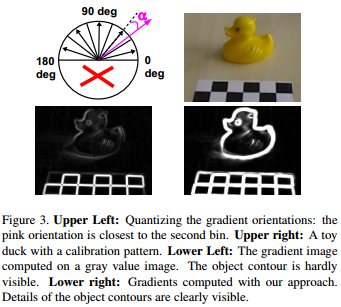 90 deg
α
180
deg
0
deg
Figure 3. Upper Left: Quantizing the gradient orientations: the
pink orientation is closest to the second bin. Upper right: A toy
duck with a calibration pattern. Lower Left: The gradient image
computed on a gray value image. The object contour is hardly
visible. Lower right: Gradients computed with our approach.
Details of the object contours are clearly visible.